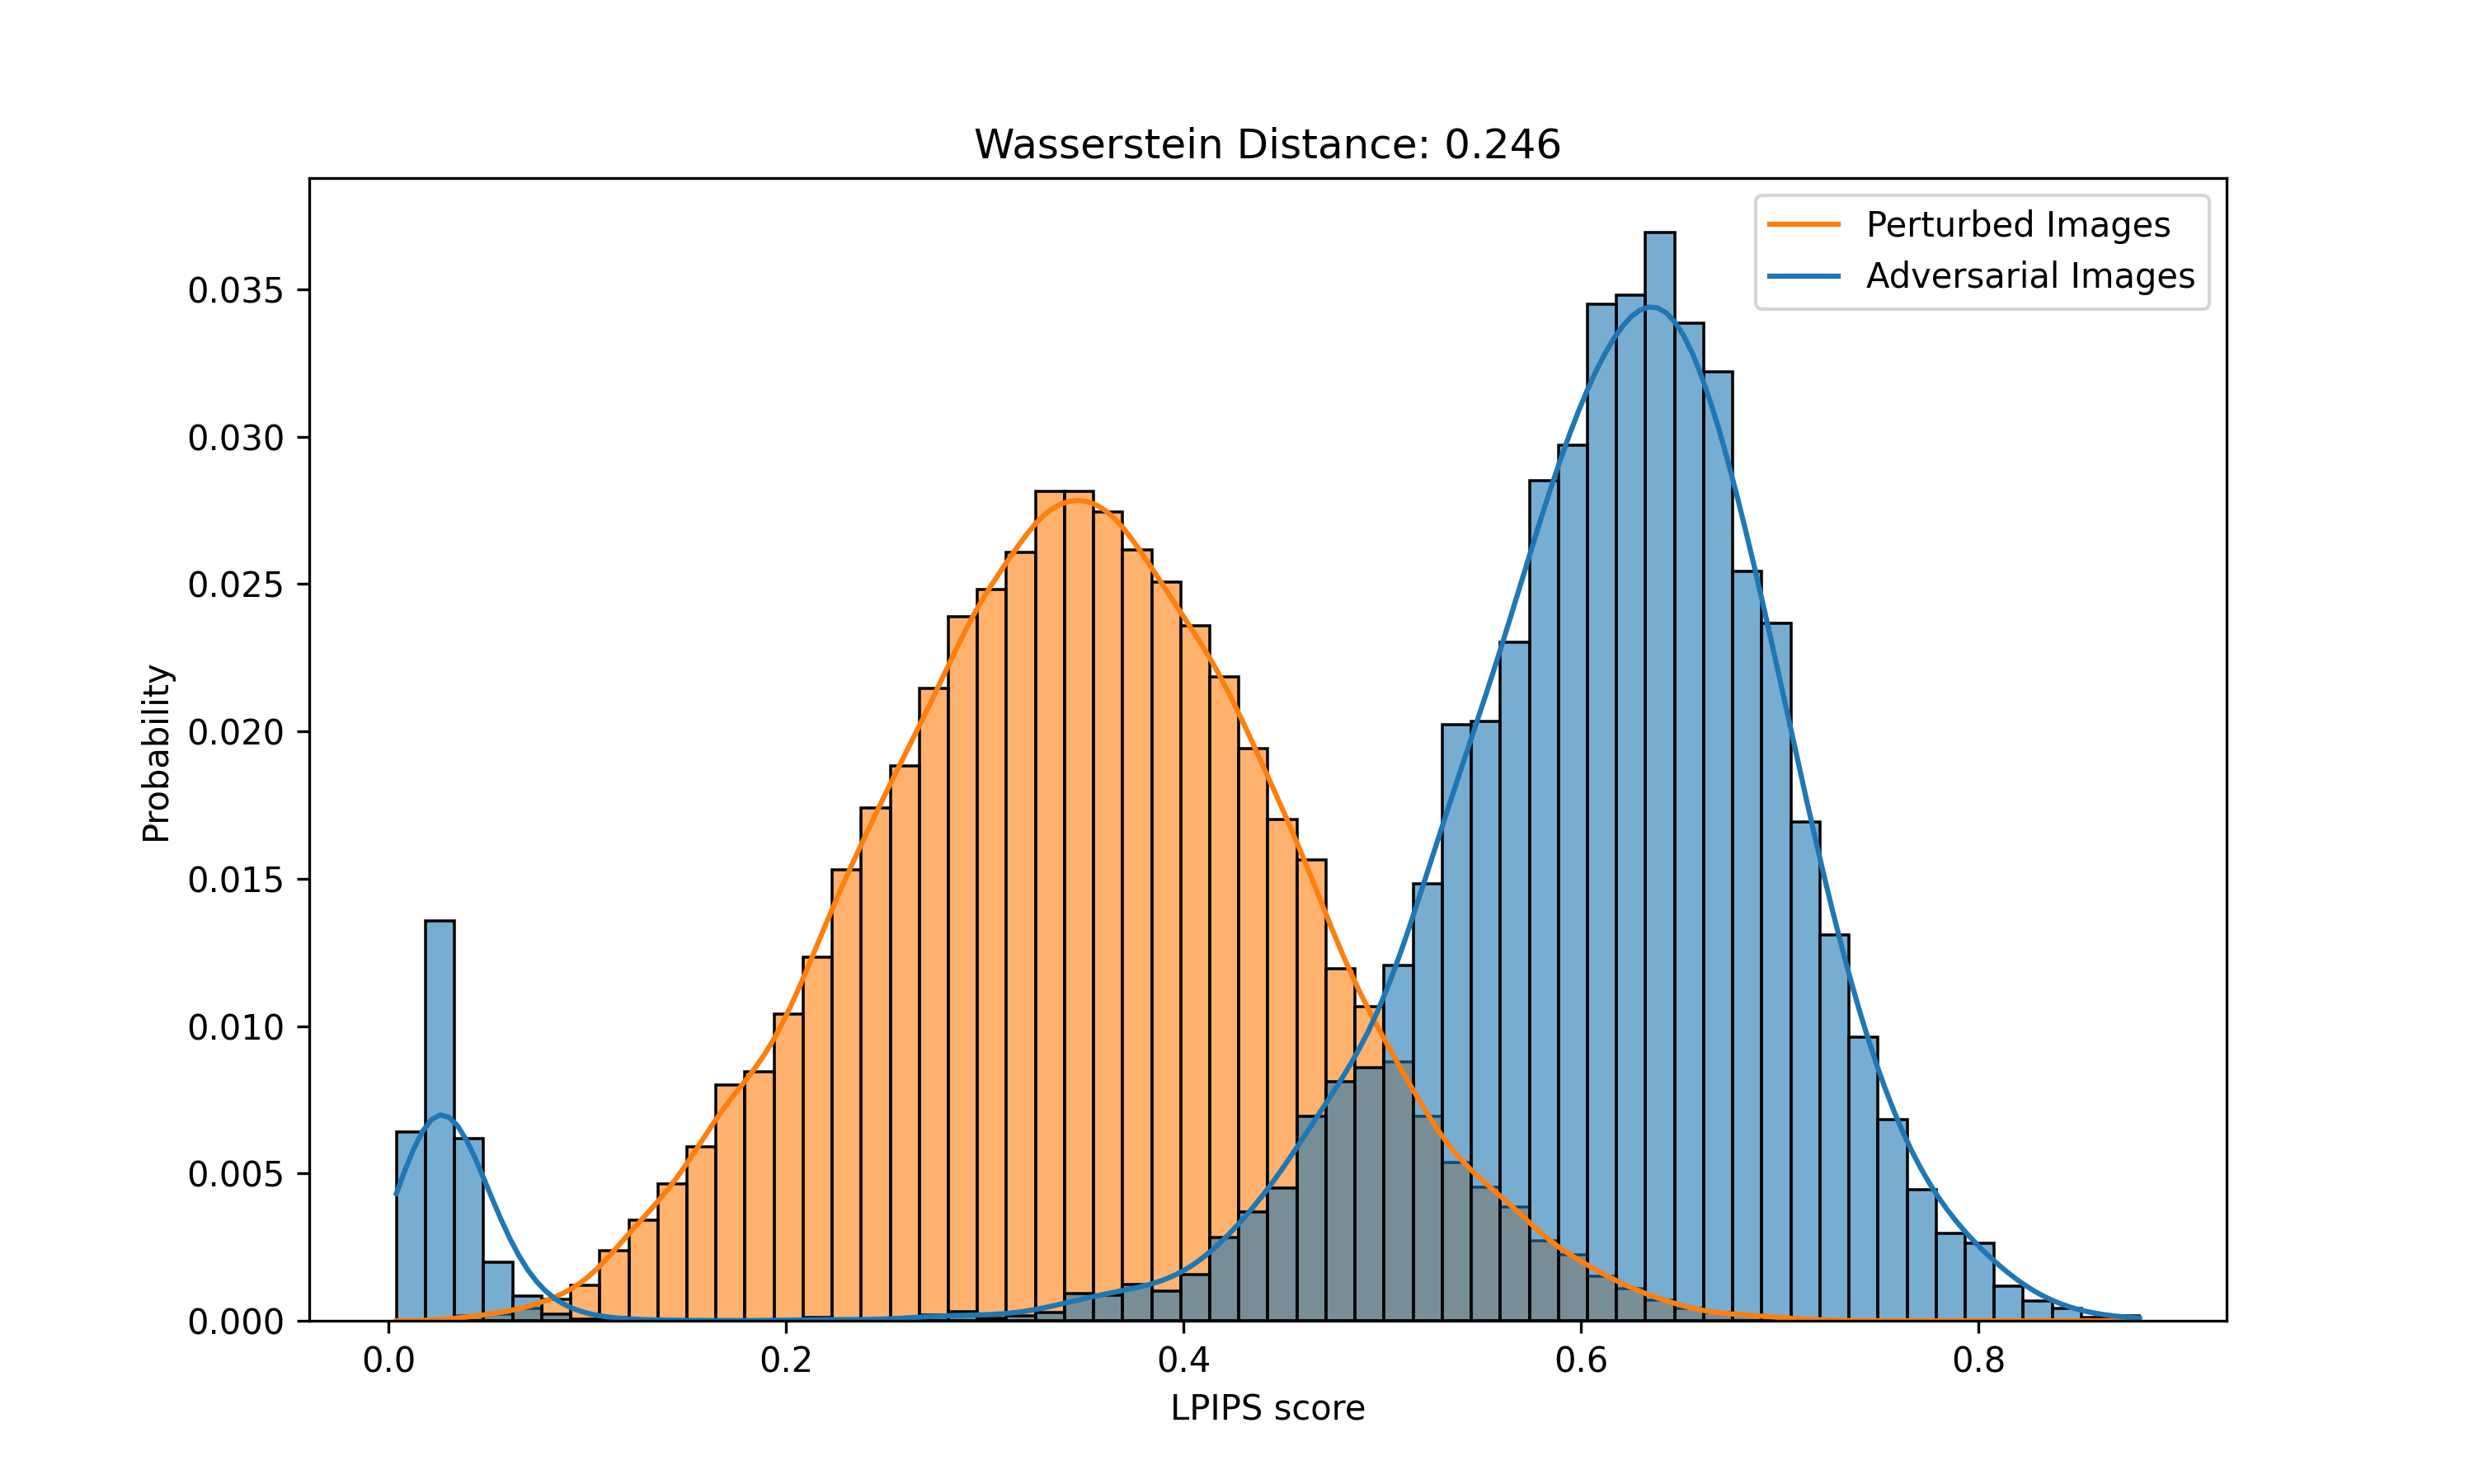 Wasserstein Distance: 0.246
Perturbed Images
Adversarial Images
Probability
0.035
0.030
0.025
0.020
0.015
0.010
0.005
0.000
0.0 0.2 0.4 0.6 0.8
LPIPS score